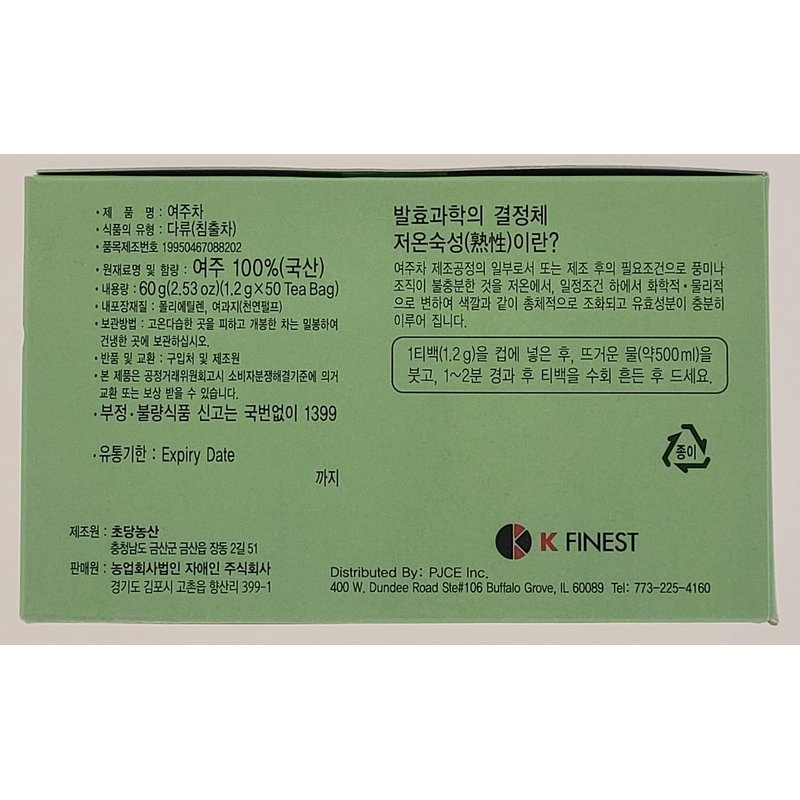 · 제 품 명 : 여주차
· 식품의 유형 : 다류(침출차)
· 품목제조번호 19950467088202
· 원재료명 및 함량 : 여주 100%(국산)
· 내용량 : 60g(2,53 oz)(1.2g×50 Tea Bag)
· 내포장재질 : 폴리에틸렌, 여과지(천연펄프)
· 보관방법 : 고온다습한 곳을 피하고 개봉한 차는 밀봉하여
건냉한 곳에 보관하십시오.
· 반품 및 교환 : 구입처 및 제조원
· 본 제품은 공정거래위원회고시 소비자분쟁해결기준에 의거
교환 또는 보상 받을 수 있습니다.
· 부정 · 불량식품 신고는 국번없이 1399
· 유통기한 : Expiry Date
까지
제조원 : 초당농산
충청남도 금산군 금산읍 장동 2길 51
판매원 : 농업회사법인 자애인 주식회사
경기도 김포시 고촌읍 향산리 399-1
발효과학의 결정체
저온숙성(熟性)이란?
여주차 제조공정의 일부로서 또는 제조 후의 필요조건으로 풍미나
조직이 불충분한 것을 저온에서, 일정조건 하에서 화학적 · 물리적
으로 변하여 색깔과 같이 총체적으로 조화되고 유효성분이 충분히
이루어 집니다.
1티백(1.2g)을 컵에 넣은 후, 뜨거운 물(약500ml)을
붓고, 1~2분 경과 후 티백을 수회 흔든 후 드세요.
종이
K FINEST
Distributed By: PJCE Inc.
400 W. Dundee Road Ste#106 Buffalo Grove, IL 60089 Tel: 773-225-4160